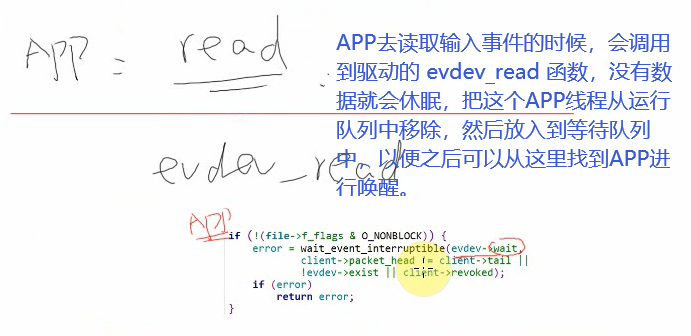 APP: read
APP去读取输入事件的时候，会调用
到驱动的 evdev_read 函数，没有数
据就会休眠，把这个APP线程从运行
队列中移除，然后放入到等待队列
中，以便之后可以从这里找到APP进
行唤醒。
evdev_read
APP
if (!(file->f_flags & O_NONBLOCK)) {
error = wait_event_interruptible(evdev->wait,
client->packet_head != client->tail ||
!evdev->exist || client->revoked);
if (error)
return error;
}